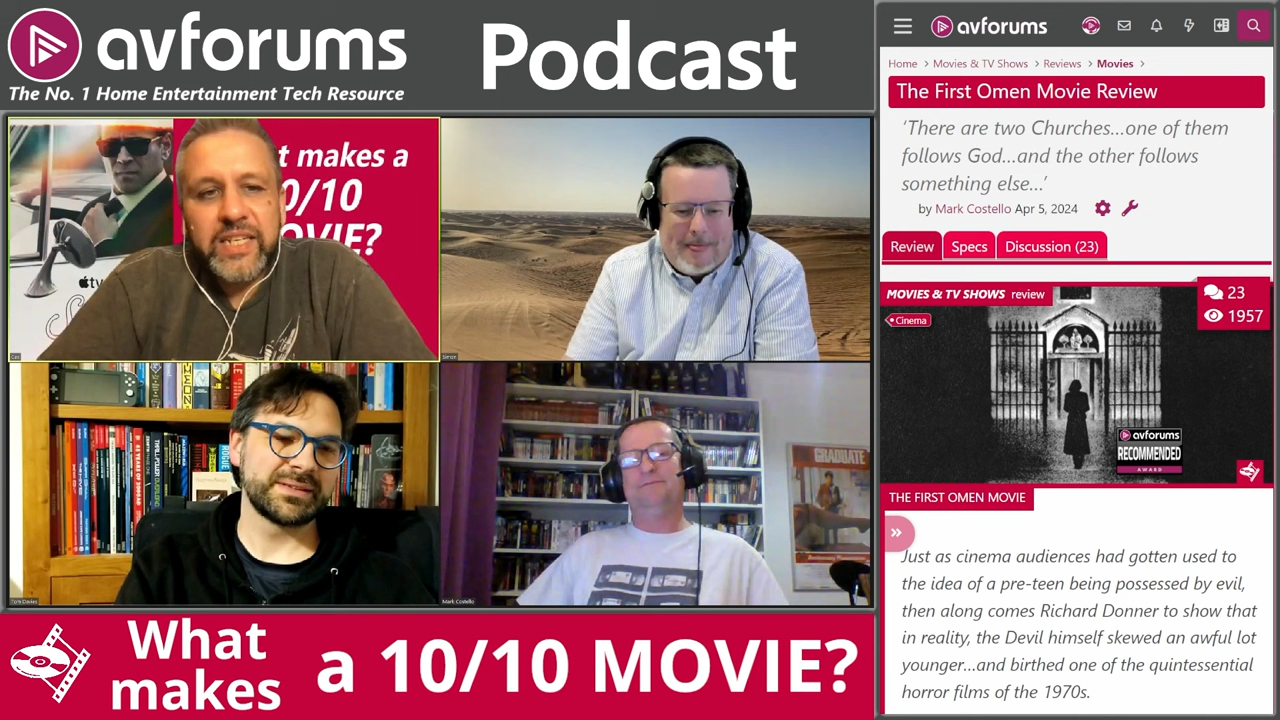 avforums
The No. 1 Home Entertainment Tech Resource
Podcast
t makes a
0/10
OVIE?
tv
Simon
Tom Davies
Mark Costello
GRADUATE
What
makes
a 10/10 MOVIE?
avforums
Home > Movies & TV Shows > Reviews > Movies >
The First Omen Movie Review
‘There are two Churches...one of them
follows God...and the other follows
something else...’
by Mark Costello Apr 5, 2024
Review
Specs
Discussion (23)
MOVIES & TV SHOWS review
23
1957
Cinema
avforums
RECOMMENDED
AWARD
THE FIRST OMEN MOVIE
»
Just as cinema audiences had gotten used to
the idea of a pre-teen being possessed by evil,
then along comes Richard Donner to show that
in reality, the Devil himself skewed an awful lot
younger...and birthed one of the quintessential
horror films of the 1970s.